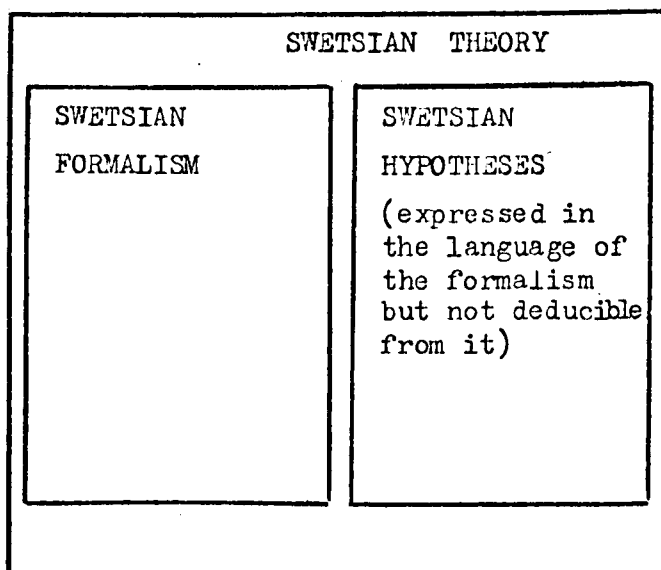 SWETSIAN THEORY
SWETSIAN
FORMALISM
SWETSIAN
HYPOTHESES
(expressed in
the language of
the formalism
but not deducible
from it)